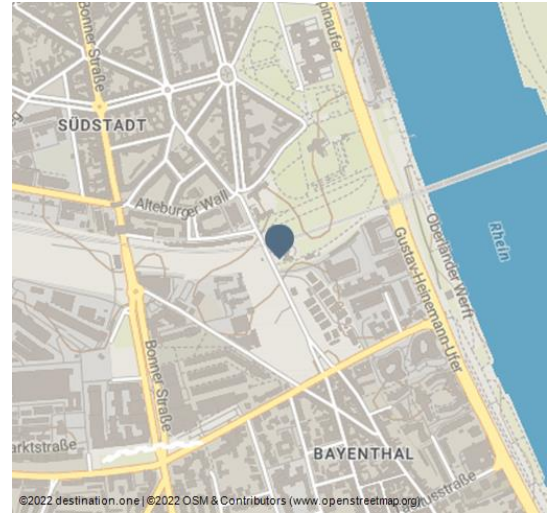 Bonner Straße
SÜDSTADT
Alteburger Wall
Rhein
Oberländer Werft
Gustav-Heinemann-Ufer
Bonner Straße
BAYENTHAL
©2022 destination.one | ©2022 OSM & Contributors (www.openstreetmap.org)